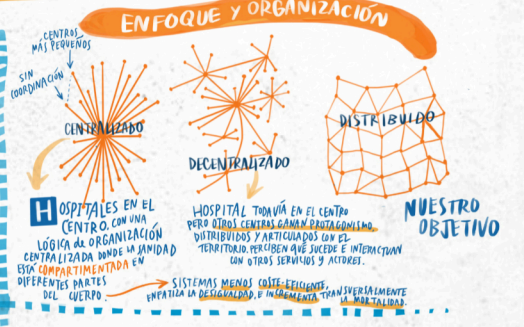 ENFOQUE Y ORGANIZACIÓN
CENTROS
MÁS PEQUEÑOS
SIN
COORDINACIÓN
CENTRALIZADO
DECENTRALIZADO
DISTRIBUIDO
HOSPITALES EN EL
CENTRO, CON UNA
LÓGICA de ORGANIZACIÓN
CENTRALIZADA DONDE LA SANIDAD
ESTÁ COMPARTIMENTADA EN
DIFERENTES PARTES
DEL CUERPO.
HOSPITAL TODAVÍA EN EL CENTRO
PERO OTROS CENTROS GANAN PROTAGONISMO,
DISTRIBUIDOS Y ARTICULADOS CON EL
TERRITORIO. PERCIBEN QUÉ SUCEDE E INTERACTUAN
CON OTROS SERVICIOS Y ACTORES.
NUESTRO
OBJETIVO
SISTEMAS MENOS COSTE-EFICIENTE,
EMPATIZA LA DESIGUALDAD, E INCREMENTA TRANSVERSALMENTE
LA MORTALIDAD.